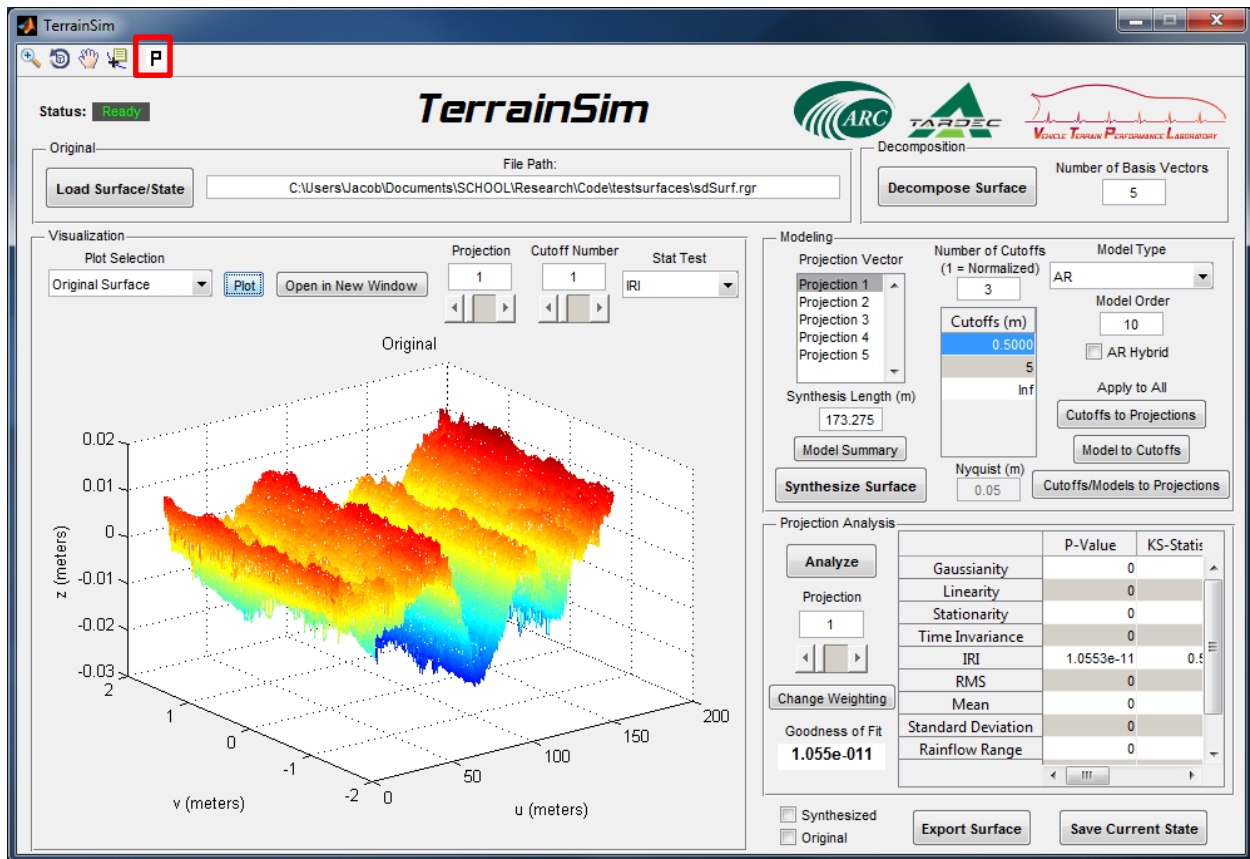 TerrainSim
P
Status: Ready
TerrainSim
ARC
TARDEC
VEHICLE TERRAIN PERFORMANCE LABORATORY
Original
Load Surface/State
File Path:
C:\Users\Jacob\Documents\SCHOOL\Research\Code\testsurfaces\sdSurf.rgr
Decomposition
Decompose Surface
Number of Basis Vectors
5
Visualization
Plot Selection
Original Surface
Plot
Open in New Window
Projection
1
Cutoff Number
1
Stat Test
IRI
Original
0.02
0.01
0
-0.01
-0.02
-0.03
z (meters)
2
1
0
-1
-2
v (meters)
0
50
100
150
200
u (meters)
Modeling
Projection Vector
Projection 1
Projection 2
Projection 3
Projection 4
Projection 5
Synthesis Length (m)
173.275
Model Summary
Synthesize Surface
Number of Cutoffs
(1 = Normalized)
3
Cutoffs (m)
0.5000
5
Inf
Nyquist (m)
0.05
Model Type
AR
Model Order
10
AR Hybrid
Apply to All
Cutoffs to Projections
Model to Cutoffs
Cutoffs/Models to Projections
Projection Analysis
Analyze
Projection
1
Change Weighting
Goodness of Fit
1.055e-011
P-Value KS-Statis
Gaussianity 0
Linearity 0
Stationarity 0
Time Invariance 0
IRI 1.0553e-11 0.5
RMS 0
Mean 0
Standard Deviation 0
Rainflow Range 0
Synthesized
Original
Export Surface
Save Current State